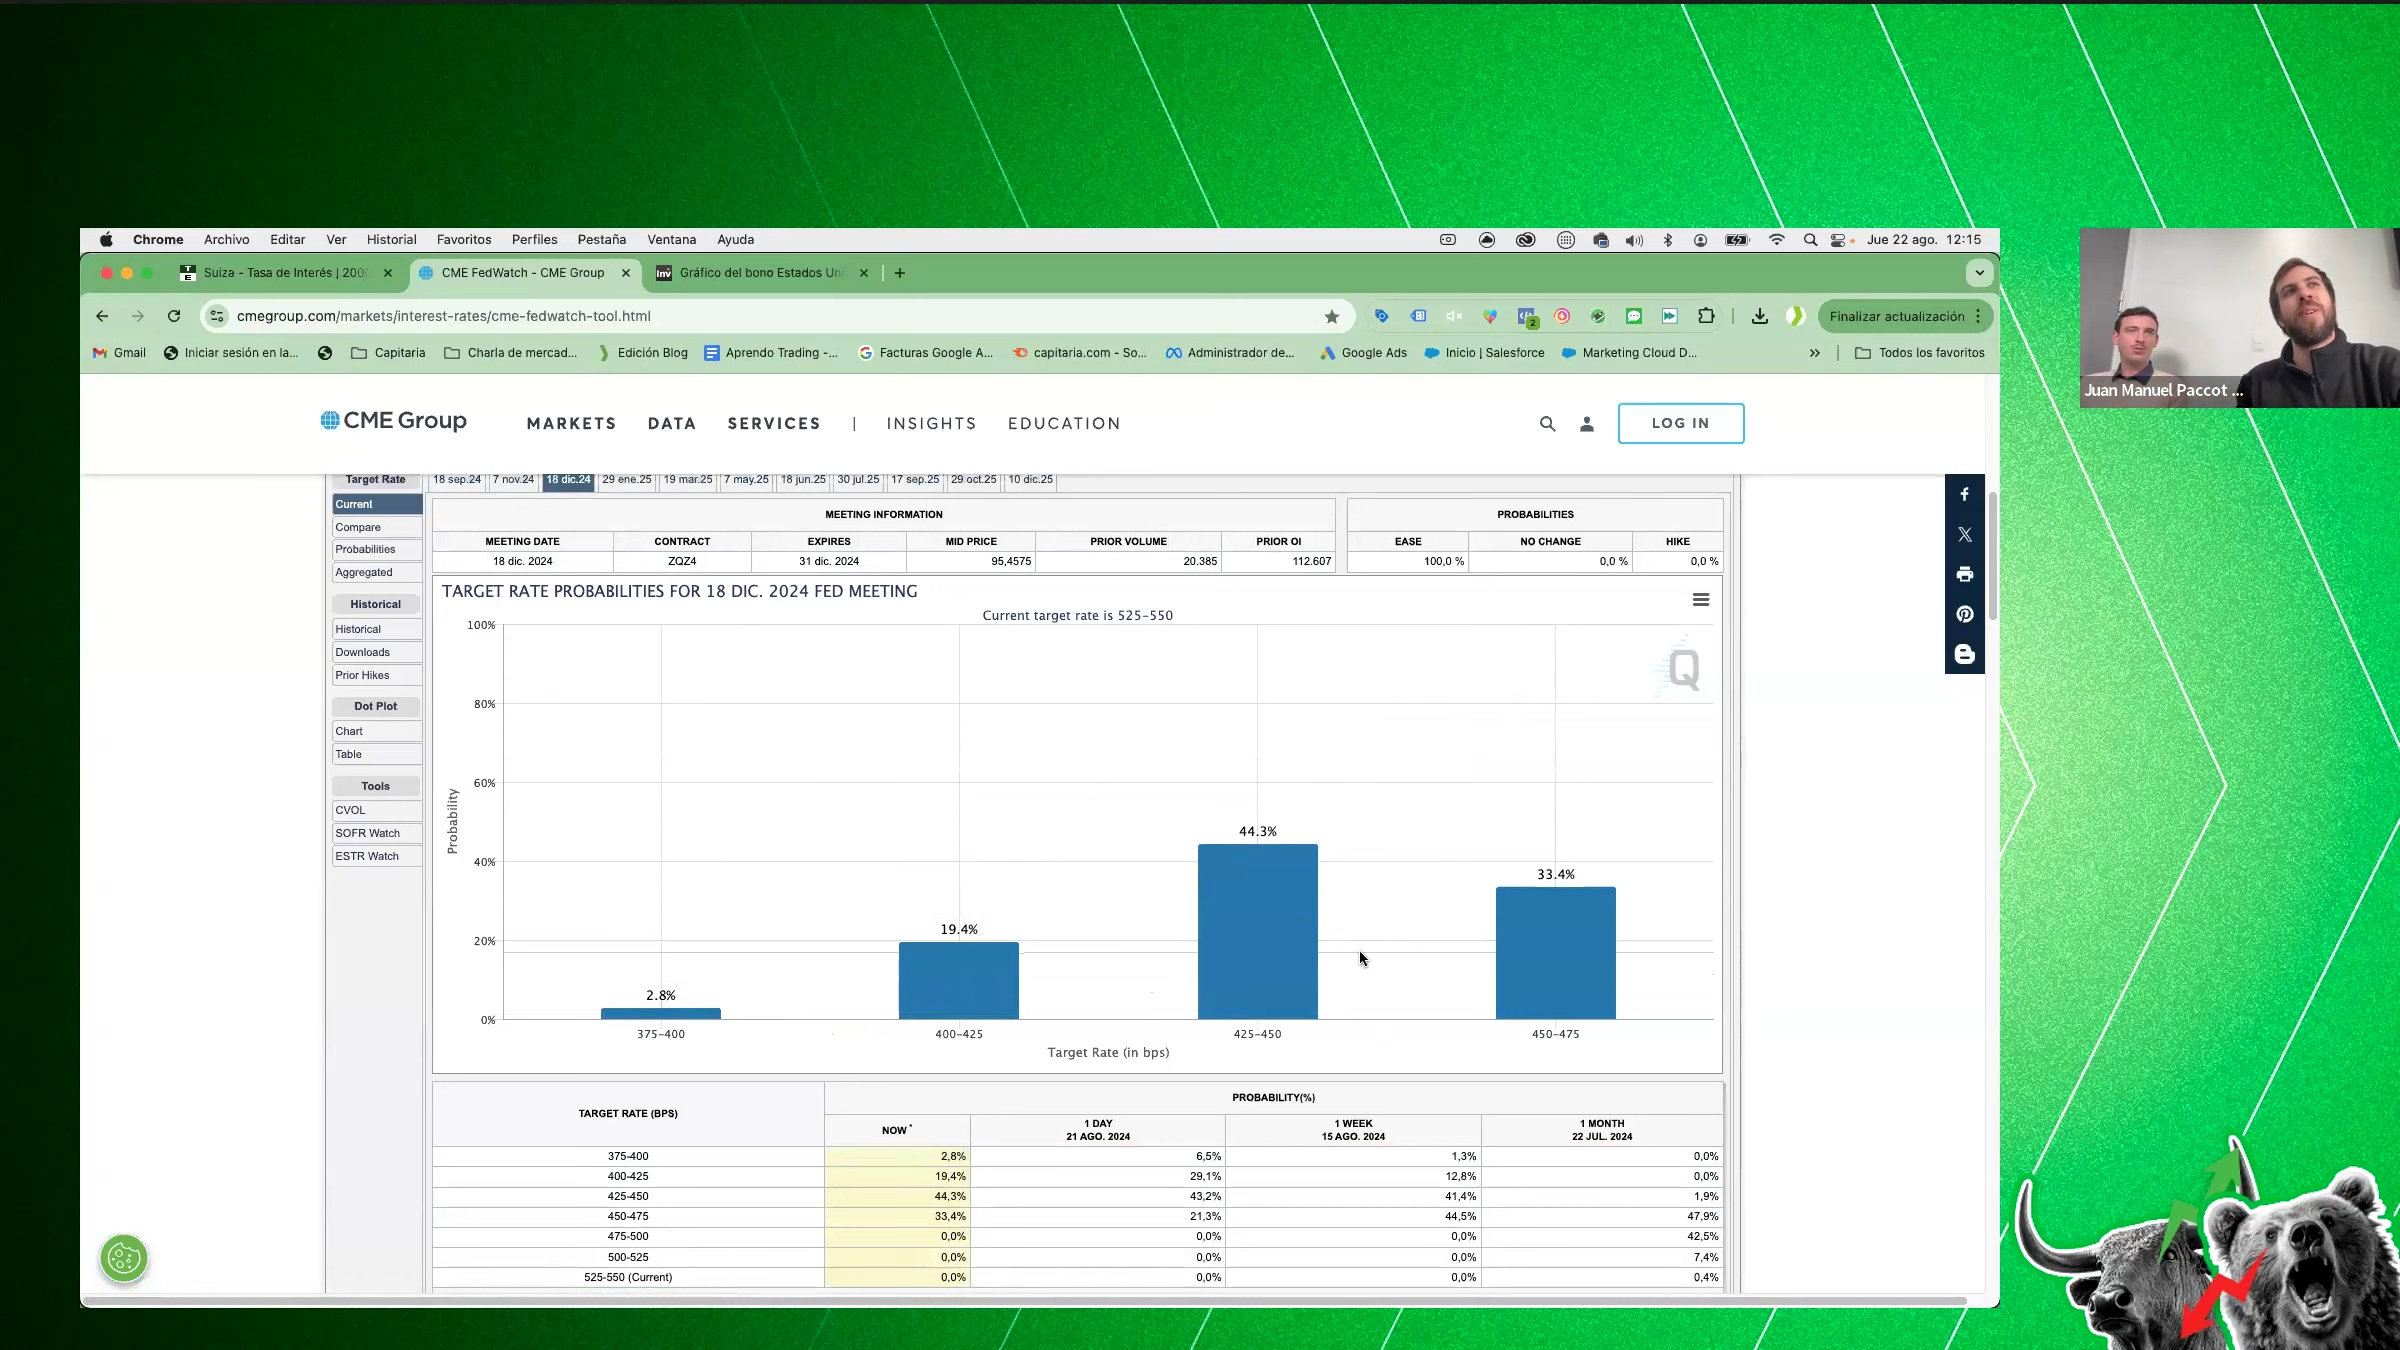 Chrome Archivo Editar Ver Historial Favoritos Perfiles Pestaña Ventana Ayuda Jue 22 ago. 12:15
T E Suiza - Tasa de Interés | 200 CME FedWatch - CME Group Inv Gráfico del bono Estados Un
cmegroup.com/markets/interest-rates/cme-fedwatch-tool.html 2 Finalizar actualización
Gmail Iniciar sesión en la... Capitaria Charla de mercad... Edición Blog Aprendo Trading -... Facturas Google A... capitaria.com - So... Administrador de... Google Ads Inicio | Salesforce Marketing Cloud D... » Todos los favoritos
Juan Manuel Paccot ...
CME Group MARKETS DATA SERVICES | INSIGHTS EDUCATION LOG IN
Target Rate 18 sep.24 7 nov.24 18 dic.24 29 ene.25 19 mar.25 7 may.25 18 jun.25 30 jul.25 17 sep.25 29 oct.25 10 dic.25
Current
Compare
Probabilities
Aggregated
Historical
Historical
Downloads
Prior Hikes
Dot Plot
Chart
Table
Tools
CVOL
SOFR Watch
ESTR Watch
MEETING INFORMATION
MEETING DATE CONTRACT EXPIRES MID PRICE PRIOR VOLUME PRIOR OI
18 dic. 2024 ZQZ4 31 dic. 2024 95,4575 20.385 112.607
PROBABILITIES
EASE NO CHANGE HIKE
100,0 % 0,0 % 0,0 %
TARGET RATE PROBABILITIES FOR 18 DIC. 2024 FED MEETING
Current target rate is 525-550
Q
Probability
100%
80%
60%
40%
20%
0%
2.8%
19.4%
44.3%
33.4%
375-400 400-425 425-450 450-475
Target Rate (in bps)
TARGET RATE (BPS) PROBABILITY(%)
NOW * 1 DAY 21 AGO. 2024 1 WEEK 15 AGO. 2024 1 MONTH 22 JUL. 2024
375-400 2,8% 6,5% 1,3% 0,0%
400-425 19,4% 29,1% 12,8% 0,0%
425-450 44,3% 43,2% 41,4% 1,9%
450-475 33,4% 21,3% 44,5% 47,9%
475-500 0,0% 0,0% 0,0% 42,5%
500-525 0,0% 0,0% 0,0% 7,4%
525-550 (Current) 0,0% 0,0% 0,0% 0,4%